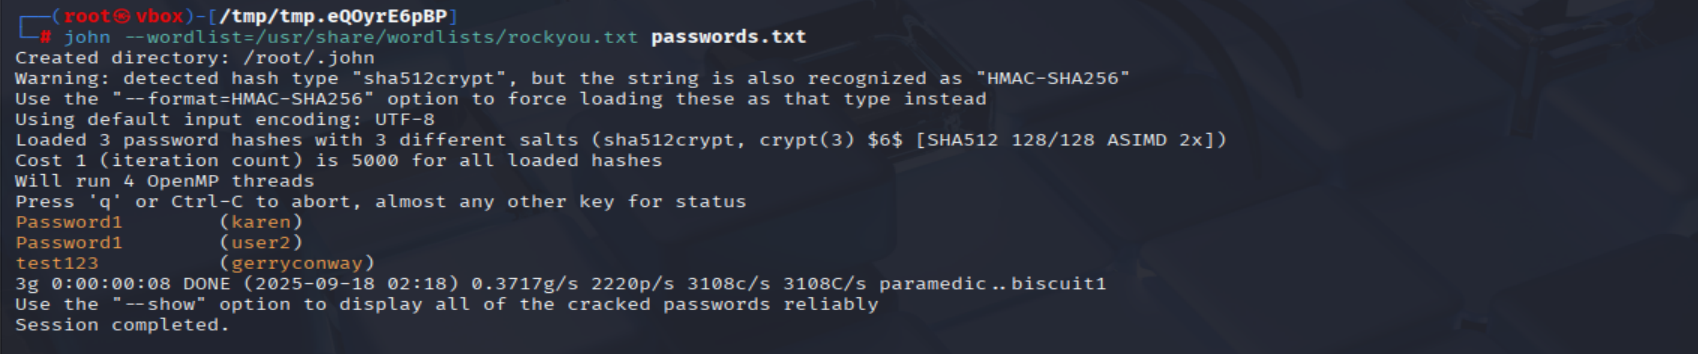 ┌──(root㉿vbox)-[/tmp/tmp.eQOyrE6pBP]
└─# john --wordlist=/usr/share/wordlists/rockyou.txt passwords.txt
Created directory: /root/.john
Warning: detected hash type "sha512crypt", but the string is also recognized as "HMAC-SHA256"
Use the "--format=HMAC-SHA256" option to force loading these as that type instead
Using default input encoding: UTF-8
Loaded 3 password hashes with 3 different salts (sha512crypt, crypt(3) $6$ [SHA512 128/128 ASIMD 2x])
Cost 1 (iteration count) is 5000 for all loaded hashes
Will run 4 OpenMP threads
Press 'q' or Ctrl-C to abort, almost any other key for status
Password1        (karen)
Password1        (user2)
test123          (gerryconway)
3g 0:00:00:08 DONE (2025-09-18 02:18) 0.3717g/s 2220p/s 3108c/s 3108C/s paramedic..biscuit1
Use the "--show" option to display all of the cracked passwords reliably
Session completed.